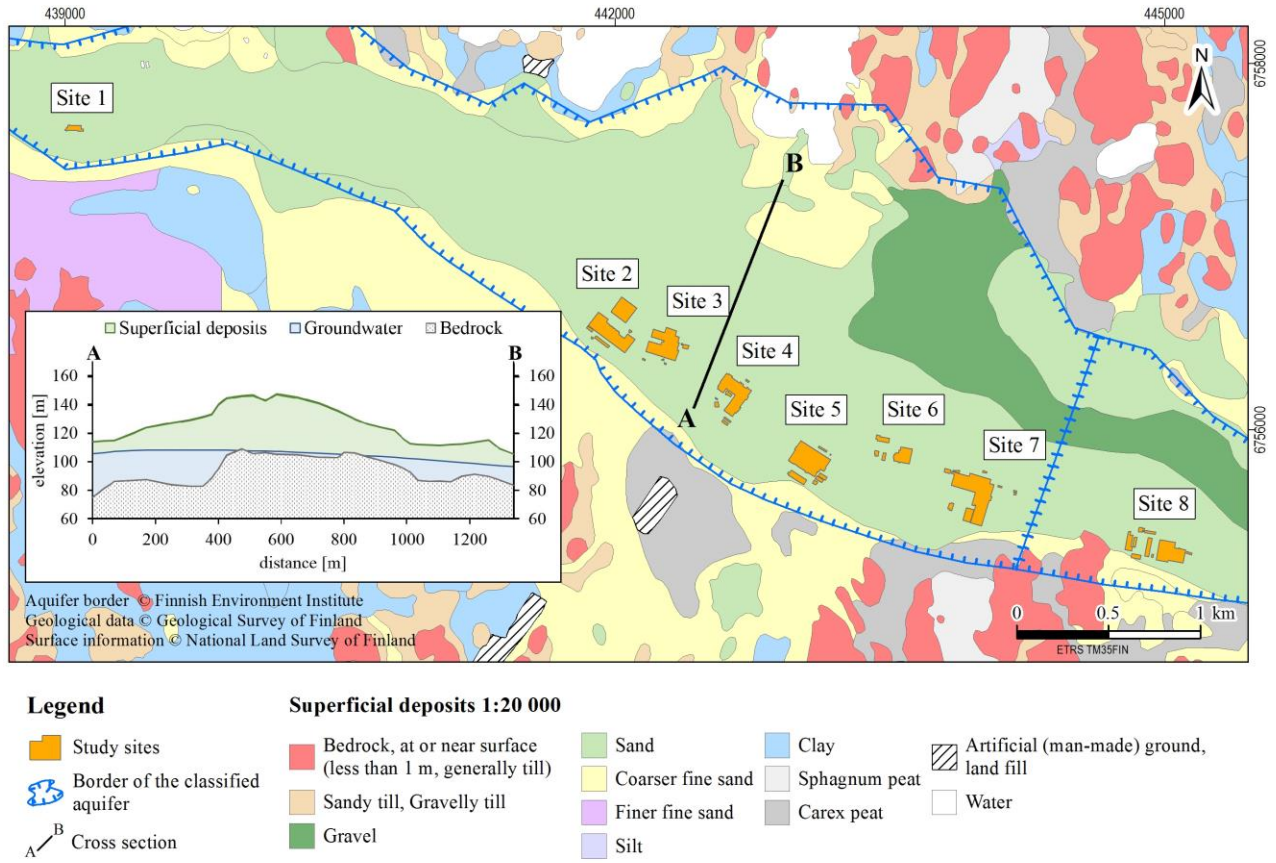 439000
442000
445000
6758000
6756000
N
Site 1
B
Site 2
Site 3
Site 4
A
Site 5
Site 6
Site 7
Site 8
Superficial deposits
Groundwater
Bedrock
A
B
160
160
140
140
120
120
100
100
80
80
60
60
elevation [m]
0
200
400
600
800
1000
1200
distance [m]
Aquifer border © Finnish Environment Institute
Geological data © Geological Survey of Finland
Surface information © National Land Survey of Finland
0
0.5
1 km
ETRS TM35FIN
Legend
Study sites
Border of the classified
aquifer
A
B
Cross section
Superficial deposits 1:20 000
Bedrock, at or near surface
(less than 1 m, generally till)
Sandy till, Gravelly till
Gravel
Sand
Coarser fine sand
Finer fine sand
Silt
Clay
Sphagnum peat
Carex peat
Artificial (man-made) ground,
land fill
Water